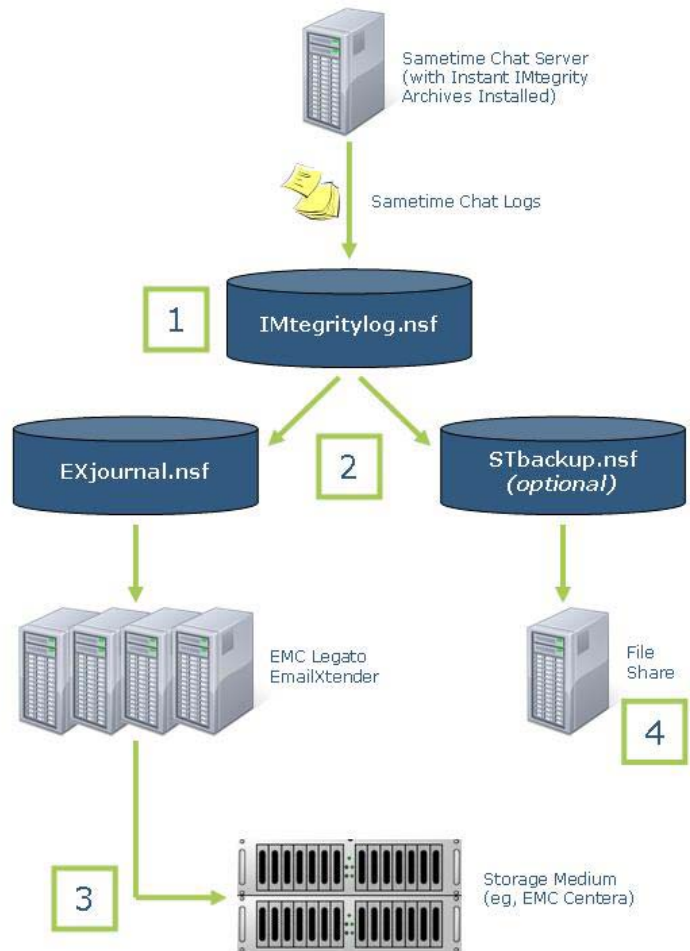 Sametime Chat Server
(with Instant IMtegrity
Archives Installed)
Sametime Chat Logs
1
IMtegritylog.nsf
EXjournal.nsf
2
STbackup.nsf
(optional)
EMC Legato
EmailXtender
File
Share
4
3
Storage Medium
(eg, EMC Centera)